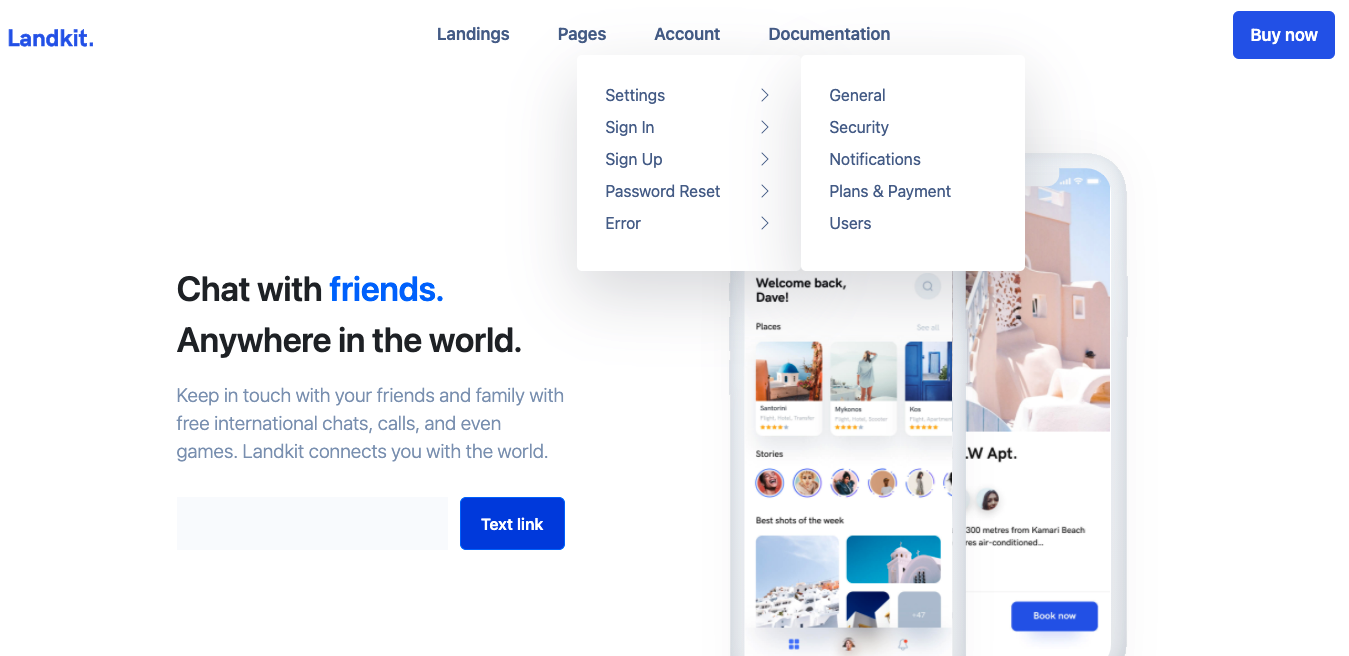 Landkit.
Landings
Pages
Account
Documentation
Buy now
Settings
Sign In
Sign Up
Password Reset
Error
General
Security
Notifications
Plans & Payment
Users
Chat with friends.
Anywhere in the world.
Keep in touch with your friends and family with
free international chats, calls, and even
games. Landkit connects you with the world.
Text link
Welcome back,
Dave!
Places
See all
Santorini
Flight, Hotel, Transfer
Mykonos
Flight, Hotel, Scooter
Kos
Flight, Apartment
Stories
Best shots of the week
+47
LW Apt.
300 metres from Kamari Beach
res air-conditioned...
Book now